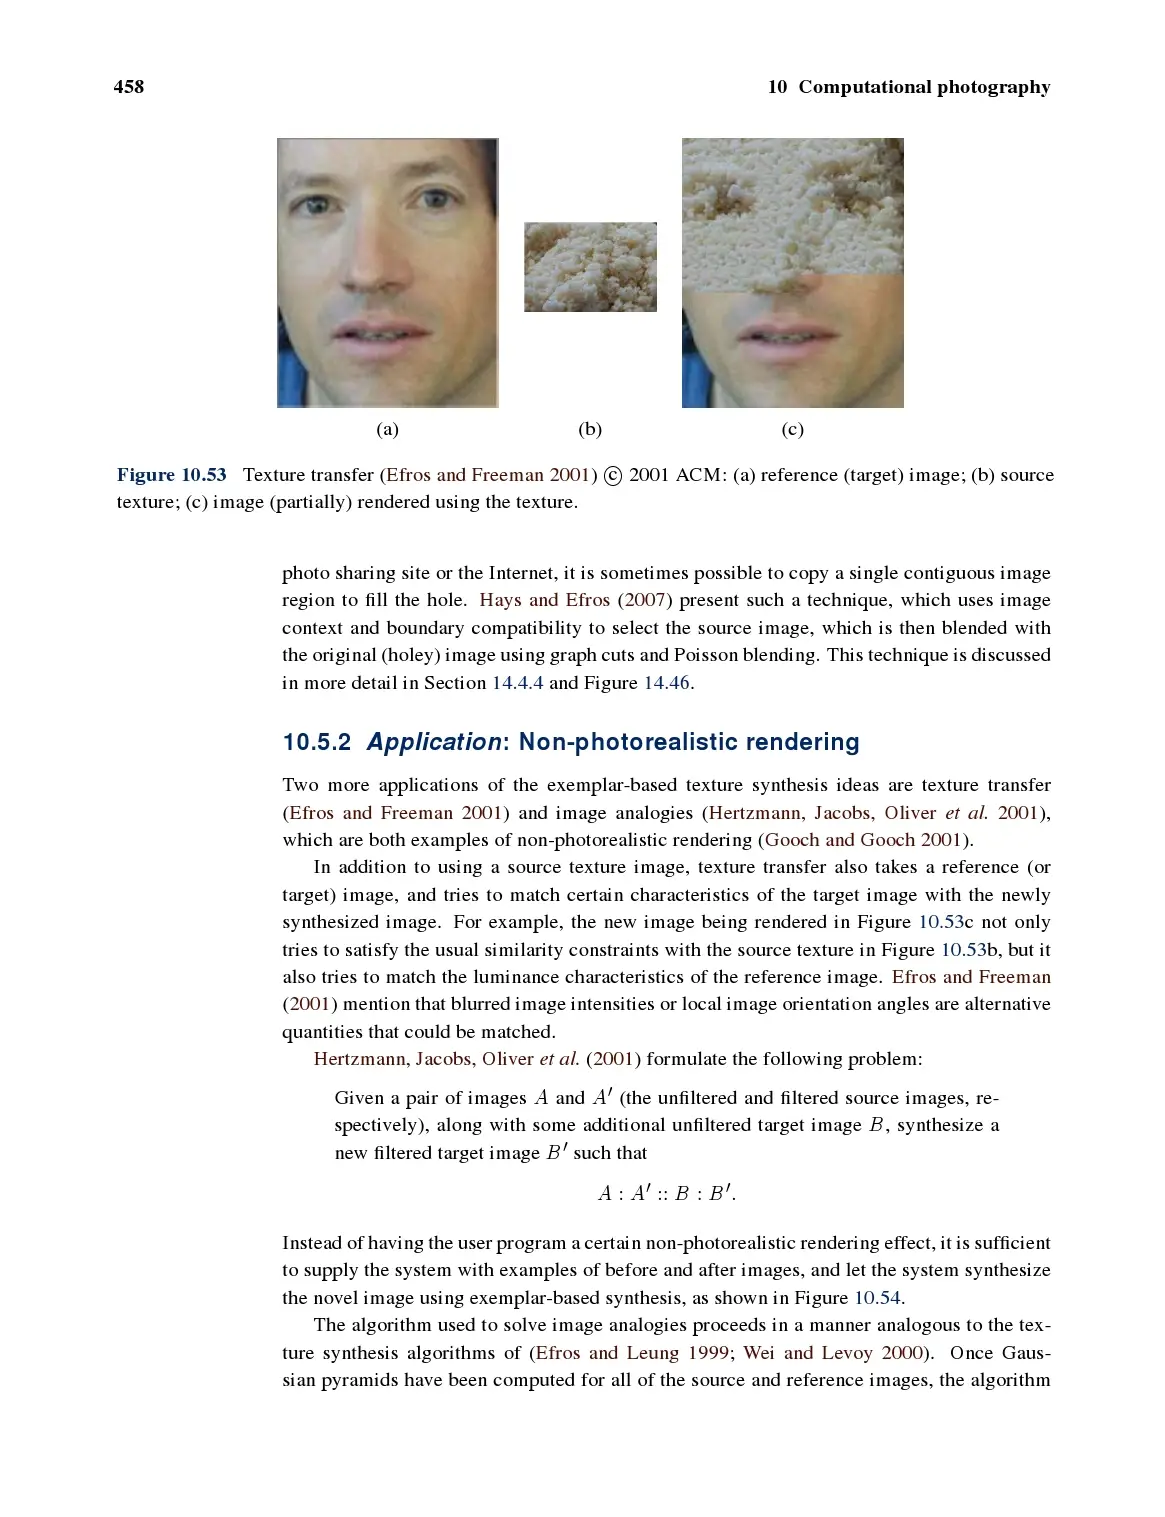 458
10 Computational photography
(a)
(b)
(c)
Figure 10.53 Texture transfer (Efros and Freeman 2001) © 2001 ACM: (a) reference (target) image; (b) source
texture; (c) image (partially) rendered using the texture.
photo sharing site or the Internet, it is sometimes possible to copy a single contiguous image
region to fill the hole. Hays and Efros (2007) present such a technique, which uses image
context and boundary compatibility to select the source image, which is then blended with
the original (holey) image using graph cuts and Poisson blending. This technique is discussed
in more detail in Section 14.4.4 and Figure 14.46.
10.5.2 Application: Non-photorealistic rendering
Two more applications of the exemplar-based texture synthesis ideas are texture transfer
(Efros and Freeman 2001) and image analogies (Hertzmann, Jacobs, Oliver et al. 2001),
which are both examples of non-photorealistic rendering (Gooch and Gooch 2001).
In addition to using a source texture image, texture transfer also takes a reference (or
target) image, and tries to match certain characteristics of the target image with the newly
synthesized image. For example, the new image being rendered in Figure 10.53c not only
tries to satisfy the usual similarity constraints with the source texture in Figure 10.53b, but it
also tries to match the luminance characteristics of the reference image. Efros and Freeman
(2001) mention that blurred image intensities or local image orientation angles are alternative
quantities that could be matched.
Hertzmann, Jacobs, Oliver et al. (2001) formulate the following problem:
Given a pair of images A and A′ (the unfiltered and filtered source images, re-
spectively), along with some additional unfiltered target image B, synthesize a
new filtered target image B′ such that
A : A′ :: B : B′.
Instead of having the user program a certain non-photorealistic rendering effect, it is sufficient
to supply the system with examples of before and after images, and let the system synthesize
the novel image using exemplar-based synthesis, as shown in Figure 10.54.
The algorithm used to solve image analogies proceeds in a manner analogous to the tex-
ture synthesis algorithms of (Efros and Leung 1999; Wei and Levoy 2000). Once Gaus-
sian pyramids have been computed for all of the source and reference images, the algorithm